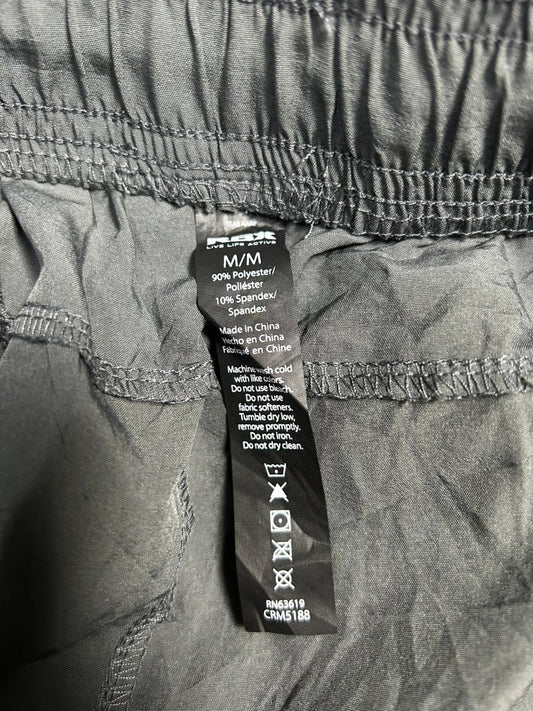 RBX
LIVE LIFE ACTIVE
M/M
90% Polyester/
Poliéster
10% Spandex/
Spandex
Made in China
Hecho en China
Fabriqué en Chine
Machine wash cold
with like colors.
Do not use bleach.
Do not use
fabric softeners.
Tumble dry low,
remove promptly.
Do not iron.
Do not dry clean.
RN63619
CRM5188